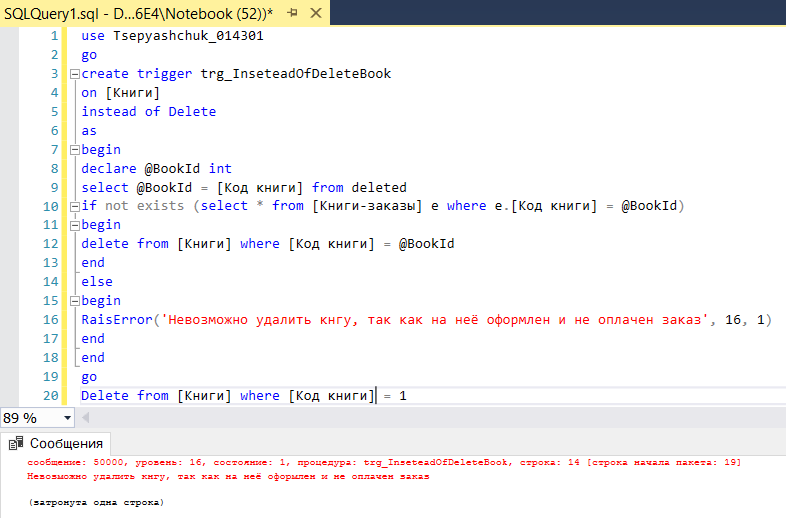 SQLQuery1.sql - D...6E4\Notebook (52))*
1 use Tsepyashchuk_014301
2 go
3 create trigger trg_InseteadOfDeleteBook
4 on [Книги]
5 instead of Delete
6 as
7 begin
8 declare @BookId int
9 select @BookId = [Код книги] from deleted
10 if not exists (select * from [Книги-заказы] e where e.[Код книги] = @BookId)
11 begin
12 delete from [Книги] where [Код книги] = @BookId
13 end
14 else
15 begin
16 RaisError('Невозможно удалить кнгу, так как на неё оформлен и не оплачен заказ', 16, 1)
17 end
18 end
19 go
20 Delete from [Книги] where [Код книги] = 1
89 %
Сообщения
сообщение: 50000, уровень: 16, состояние: 1, процедура: trg_InseteadOfDeleteBook, строка: 14 [строка начала пакета: 19]
Невозможно удалить кнгу, так как на неё оформлен и не оплачен заказ
(затронута одна строка)